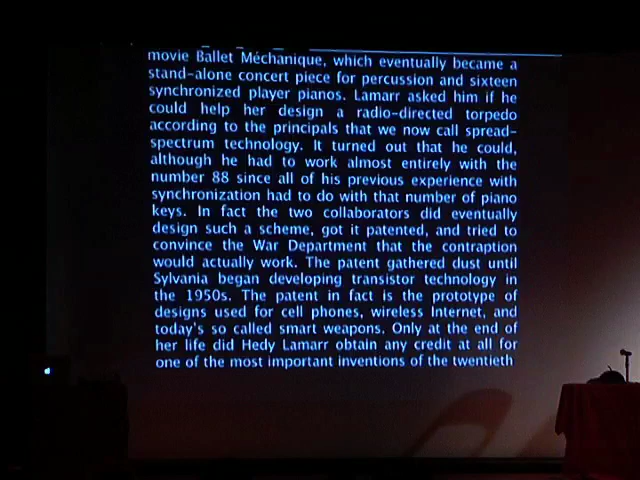 movie Ballet Méchanique, which eventually became a
stand-alone concert piece for percussion and sixteen
synchronized player pianos. Lamarr asked him if he
could help her design a radio-directed torpedo
according to the principals that we now call spread-
spectrum technology. It turned out that he could,
although he had to work almost entirely with the
number 88 since all of his previous experience with
synchronization had to do with that number of piano
keys. In fact the two collaborators did eventually
design such a scheme, got it patented, and tried to
convince the War Department that the contraption
would actually work. The patent gathered dust until
Sylvania began developing transistor technology in
the 1950s. The patent in fact is the prototype of
designs used for cell phones, wireless Internet, and
today's so called smart weapons. Only at the end of
her life did Hedy Lamarr obtain any credit at all for
one of the most important inventions of the twentieth